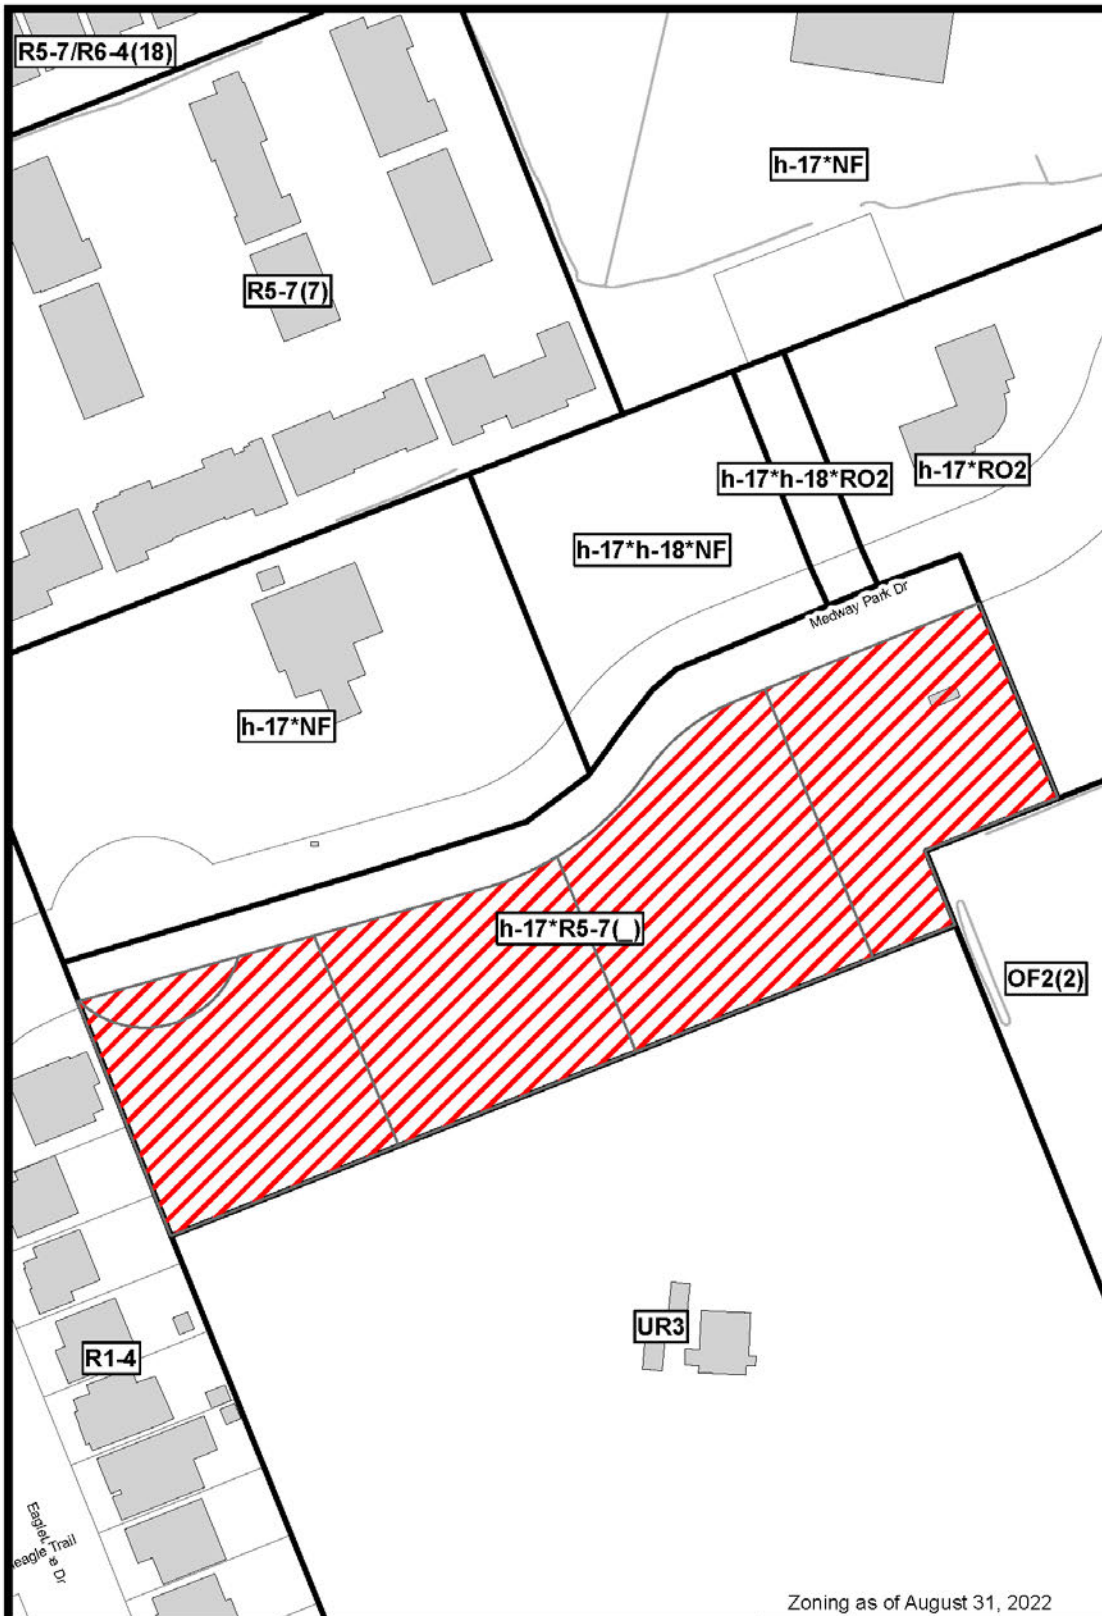 R5-7/R6-4(18)
h-17*NF
R5-7(7)
h-17*h-18*RO2
h-17*RO2
h-17*h-18*NF
Medway Park Dr
h-17*NF
h-17*R5-7(_)
OF2(2)
UR3
R1-4
Trail
Dr
Zoning as of August 31, 2022